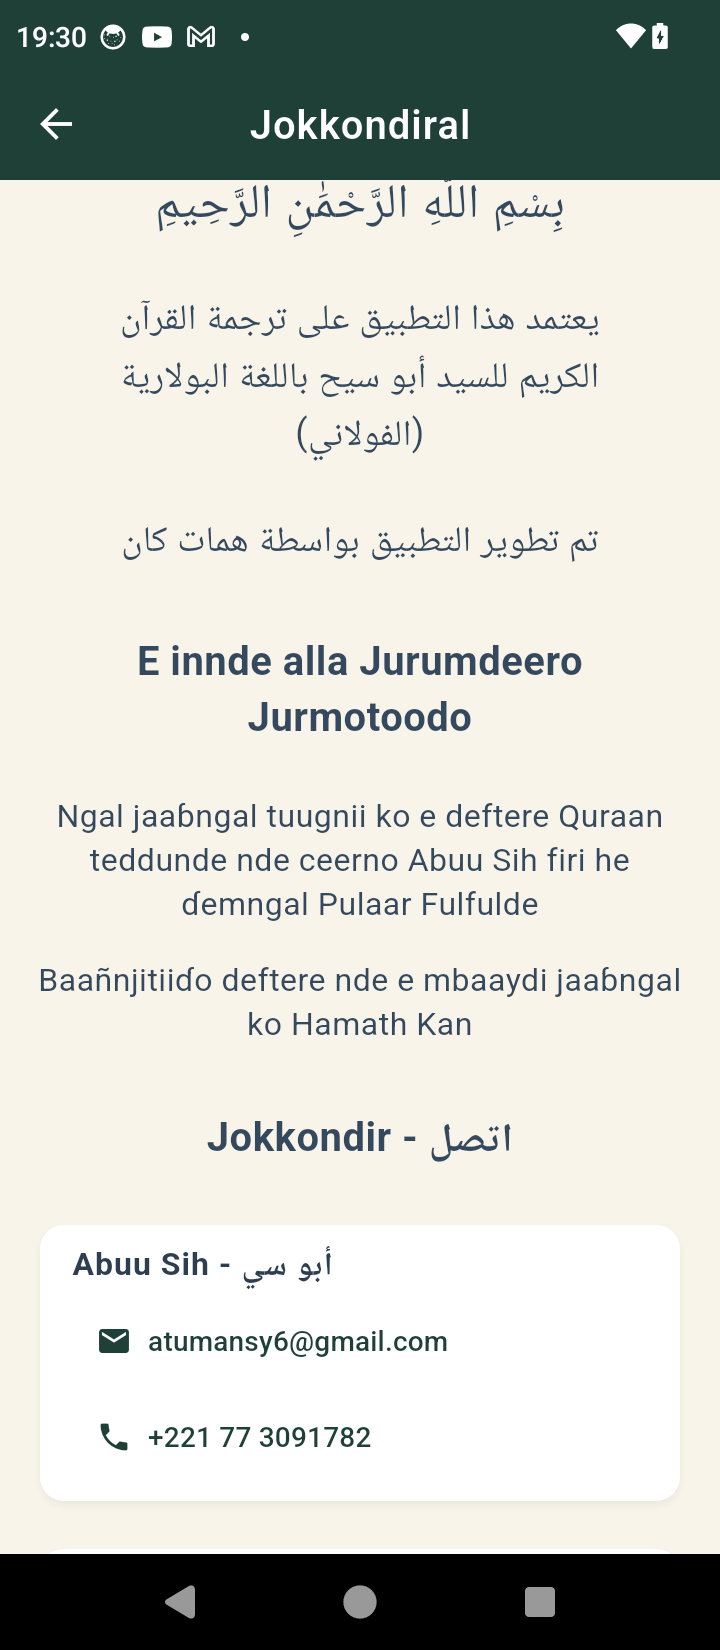 19:30
Jokkondiral
بِسْمِ اللَّهِ الرَّحْمَٰنِ الرَّحِيمِ
يعتمد هذا التطبيق على ترجمة القرآن
الكريم للسيد أبو سيح باللغة البولارية
(الفولاني)
تم تطوير التطبيق بواسطة همات كان
E innde alla Jurumdeero
Jurmotoodo
Ngal jaaɓngal tuugnii ko e deftere Quraan
teddunde nde ceerno Abuu Sih firi he
ɗemngal Pulaar Fulfulde
Baañnjitiiɗo deftere nde e mbaaydi jaaɓngal
ko Hamath Kan
Jokkondir - اتصل
Abuu Sih - أبو سي
atumansy6@gmail.com
+221 77 3091782